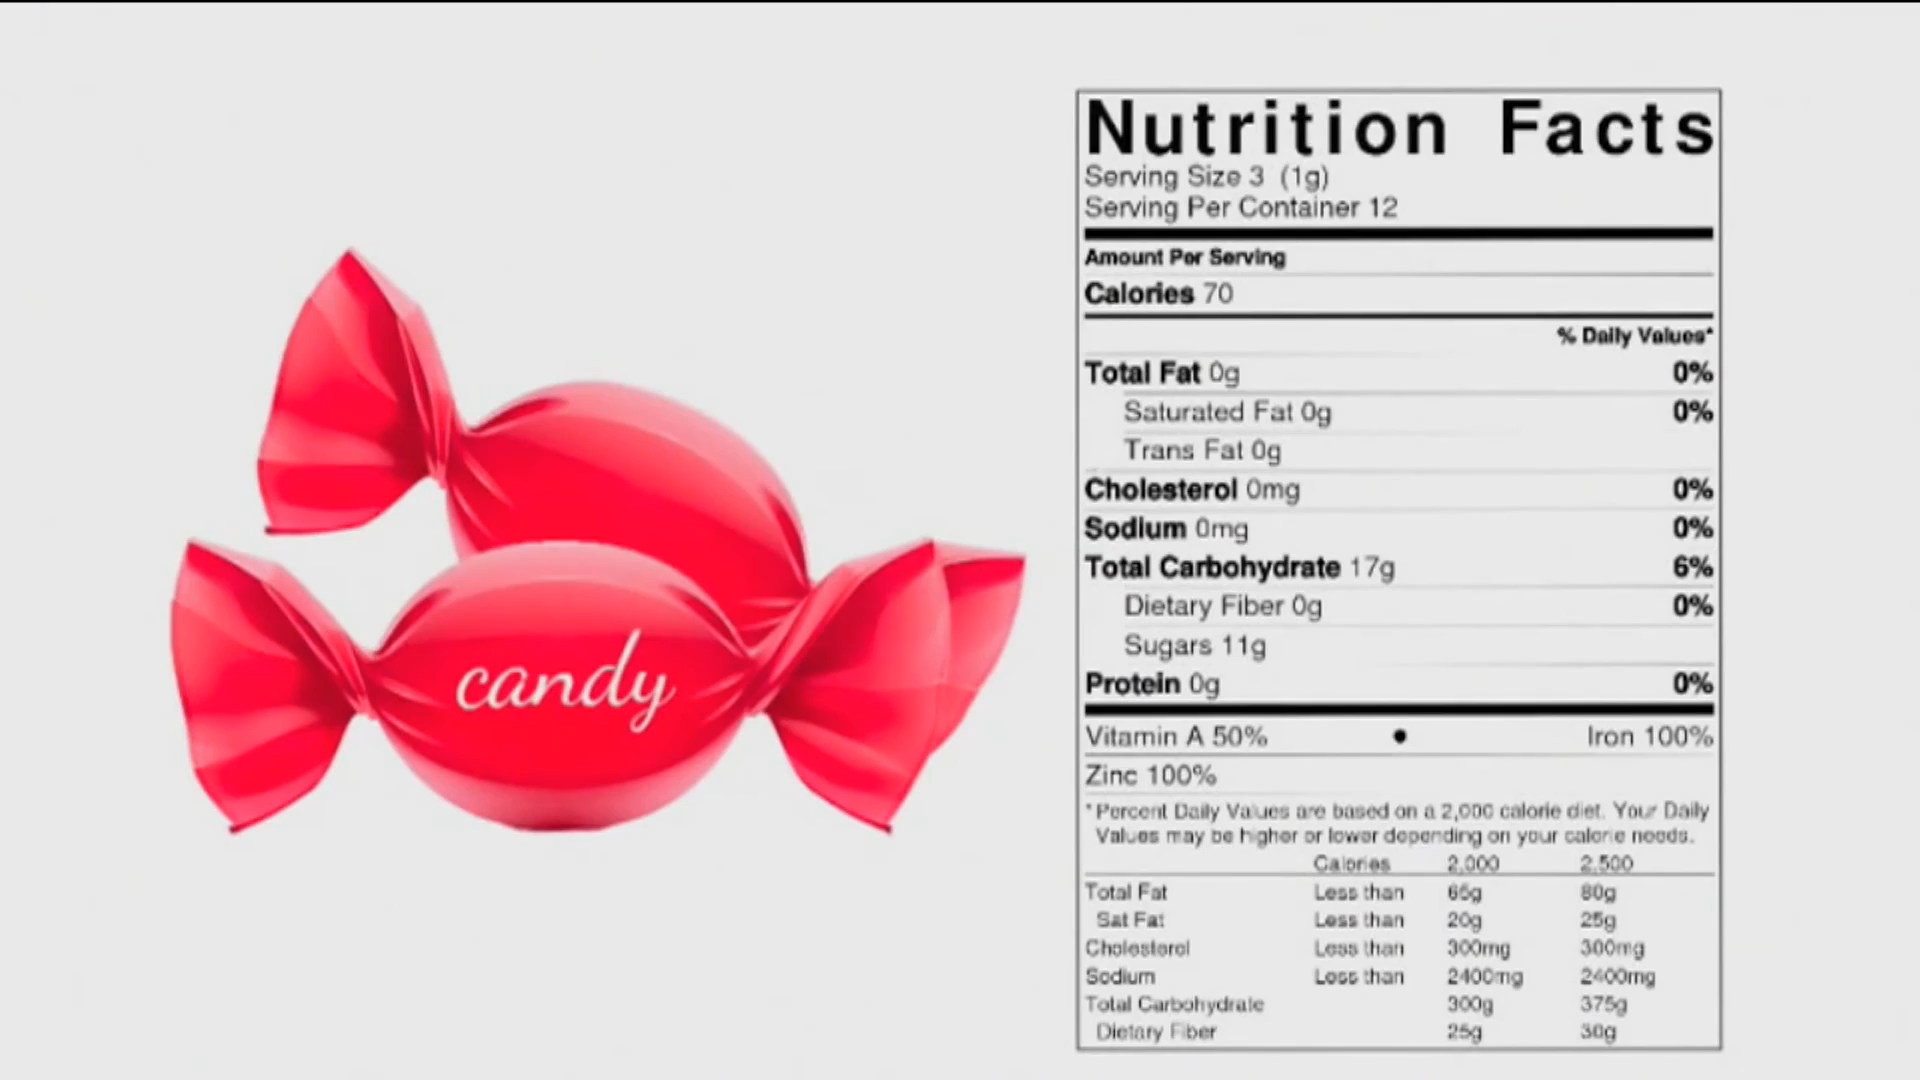 candy
Nutrition Facts
Serving Size 3 (1g)
Serving Per Container 12
Amount Per Serving
Calories 70
% Daily Values*
Total Fat 0g 0%
Saturated Fat 0g 0%
Trans Fat 0g
Cholesterol 0mg 0%
Sodium 0mg 0%
Total Carbohydrate 17g 6%
Dietary Fiber 0g 0%
Sugars 11g
Protein 0g 0%
Vitamin A 50% • Iron 100%
Zinc 100%
*Percent Daily Values are based on a 2,000 calorie diet. Your Daily
Values may be higher or lower depending on your calorie needs.
Calories 2,000 2,500
Total Fat Less than 65g 80g
Sat Fat Less than 20g 25g
Cholesterol Less than 300mg 300mg
Sodium Less than 2400mg 2400mg
Total Carbohydrate 300g 375g
Dietary Fiber 25g 30g